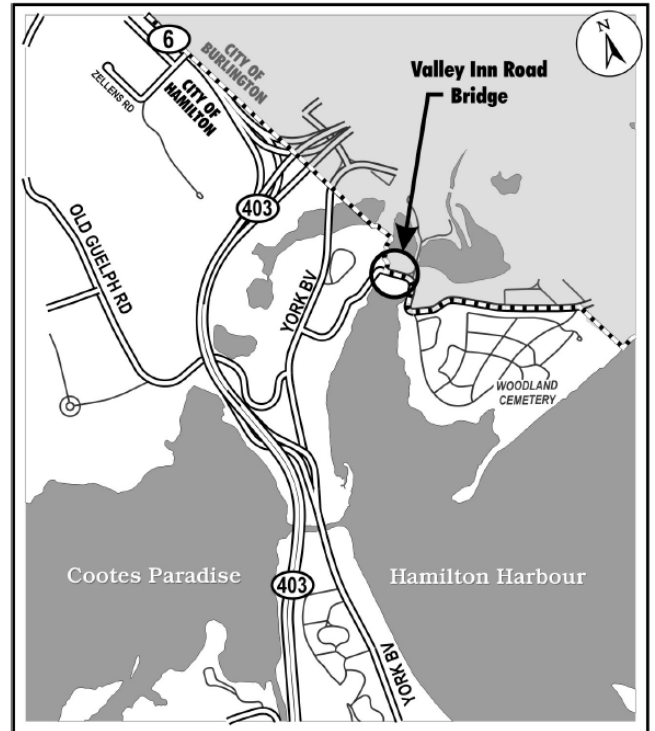 N
6
CITY OF
BURLINGTON
Valley Inn Road
Bridge
ZELLENS RD
CITY OF
HAMILTON
403
OLD GUELPH RD
YORK BV
WOODLAND
CEMETERY
Cootes Paradise
403
Hamilton Harbour
YORK BV